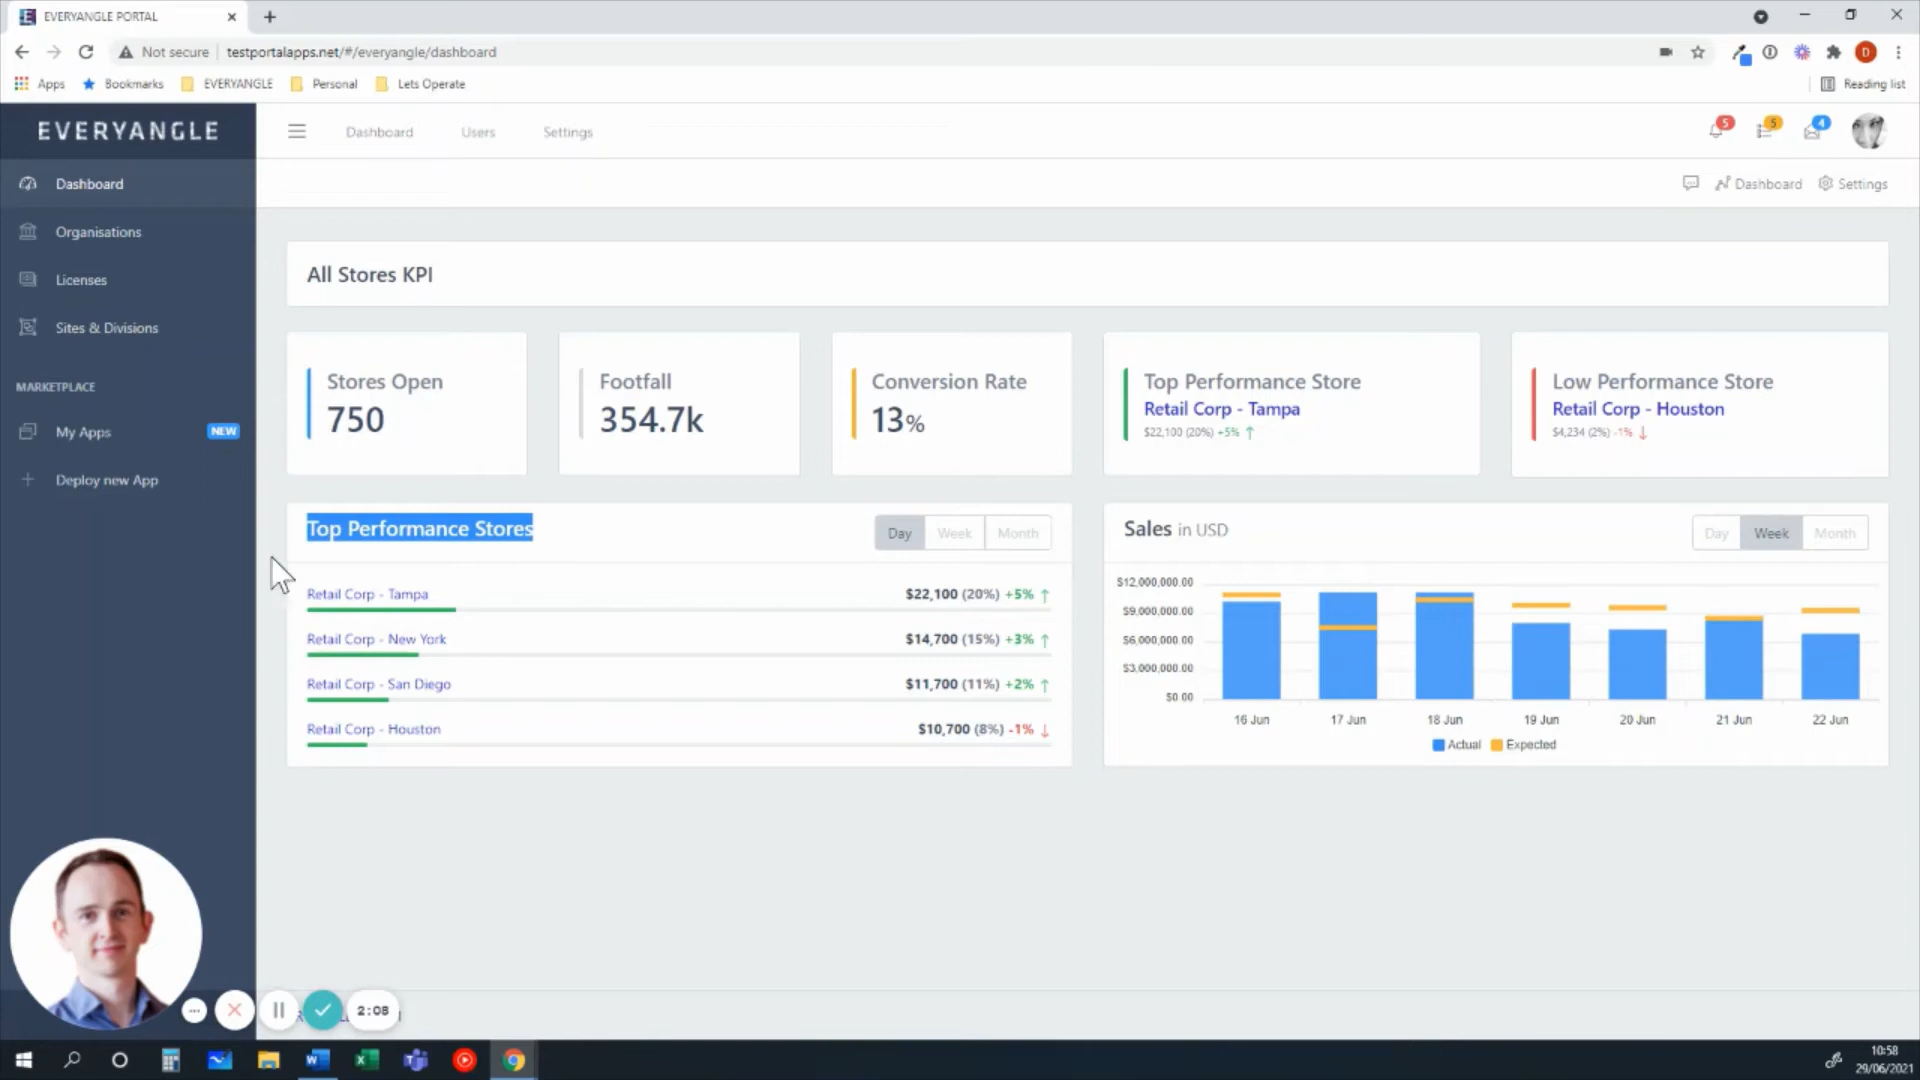 EVERYANGLE PORTAL
Not secure testportalapps.net/#/everyangle/dashboard
D
Apps Bookmarks EVERYANGLE Personal Lets Operate Reading list
EVERYANGLE
Dashboard Users Settings
5 5 4
Dashboard Settings
Dashboard
Organisations
Licenses
Sites & Divisions
MARKETPLACE
My Apps NEW
Deploy new App
All Stores KPI
Stores Open
750
Footfall
354.7k
Conversion Rate
13%
Top Performance Store
Retail Corp - Tampa
$22,100 (20%) +5% ↑
Low Performance Store
Retail Corp - Houston
$4,234 (2%) -1% ↓
Top Performance Stores Day Week Month
Retail Corp - Tampa $22,100 (20%) +5% ↑
Retail Corp - New York $14,700 (15%) +3% ↑
Retail Corp - San Diego $11,700 (11%) +2% ↑
Retail Corp - Houston $10,700 (8%) -1% ↓
Sales in USD Day Week Month
$12,000,000.00
$9,000,000.00
$6,000,000.00
$3,000,000.00
$0.00
16 Jun 17 Jun 18 Jun 19 Jun 20 Jun 21 Jun 22 Jun
Actual Expected
2:08
10:58
29/06/2021